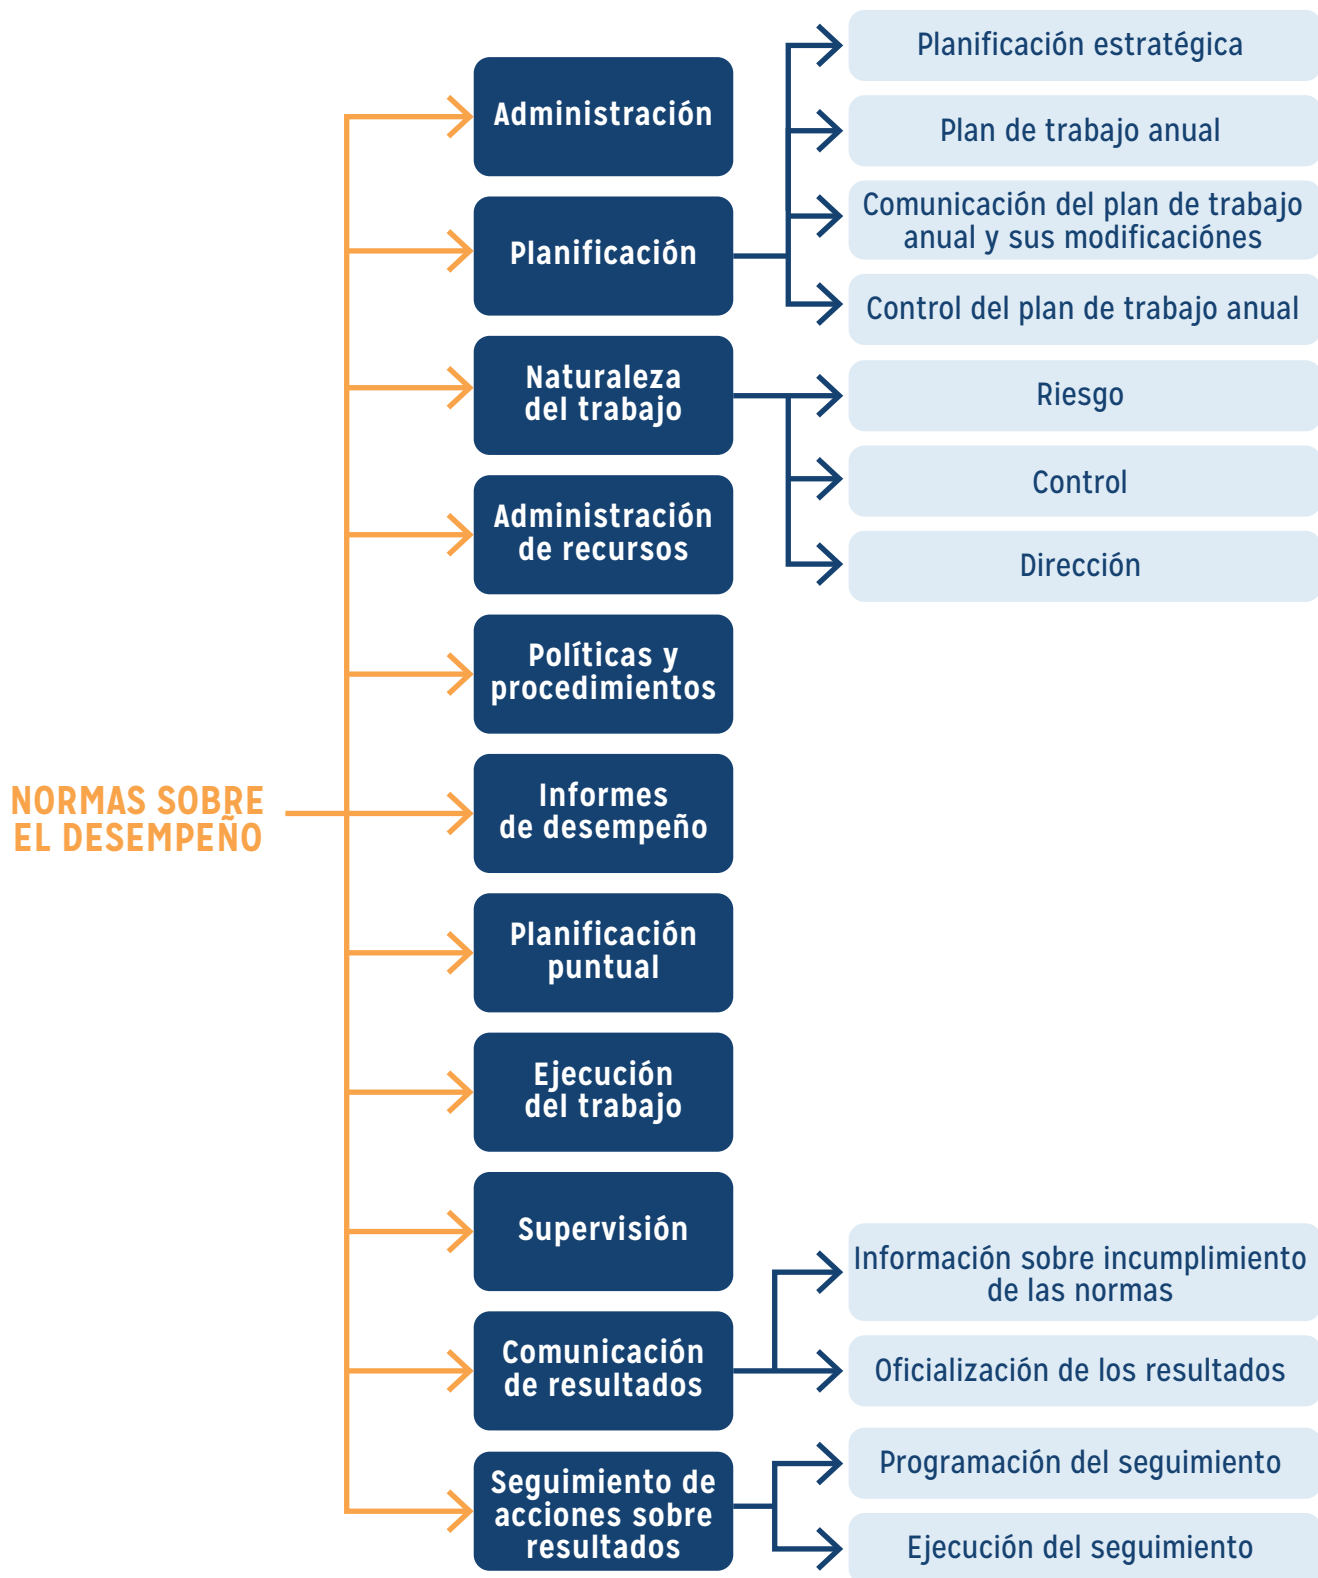 NORMAS SOBRE
EL DESEMPEÑO
Administración
Planificación
Planificación estratégica
Plan de trabajo anual
Comunicación del plan de trabajo
anual y sus modificaciónes
Control del plan de trabajo anual
Naturaleza
del trabajo
Riesgo
Control
Dirección
Administración
de recursos
Políticas y
procedimientos
Informes
de desempeño
Planificación
puntual
Ejecución
del trabajo
Supervisión
Comunicación
de resultados
Información sobre incumplimiento
de las normas
Oficialización de los resultados
Seguimiento de
acciones sobre
resultados
Programación del seguimiento
Ejecución del seguimiento